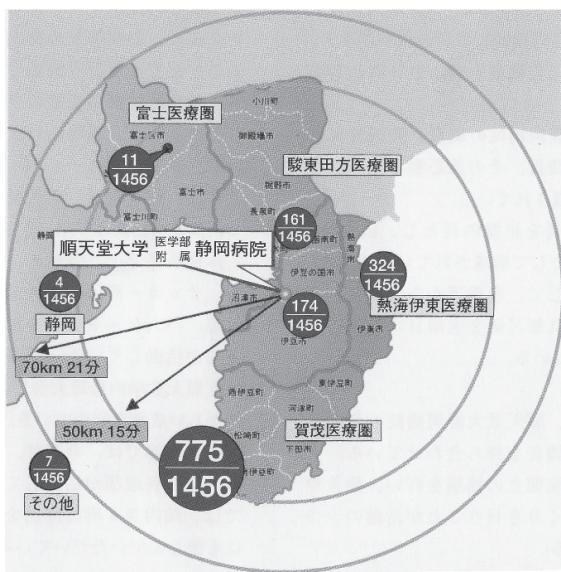 富士医療圏
小川町
御殿場市
富士宮市
11
1456
駿東田方医療圏
裾野市
富士市
長泉町
富士川町
161
1456
函南町
熱海市
順天堂大学 医学部附属 静岡病院
伊豆の国市
324
1456
熱海伊東医療圏
4
1456
静岡
沼津市
174
1456
伊豆市
伊東市
70km 21分
西伊豆町
東伊豆町
河津町
50km 15分
賀茂医療圏
松崎町
下田市
775
1456
南伊豆町
7
1456
その他